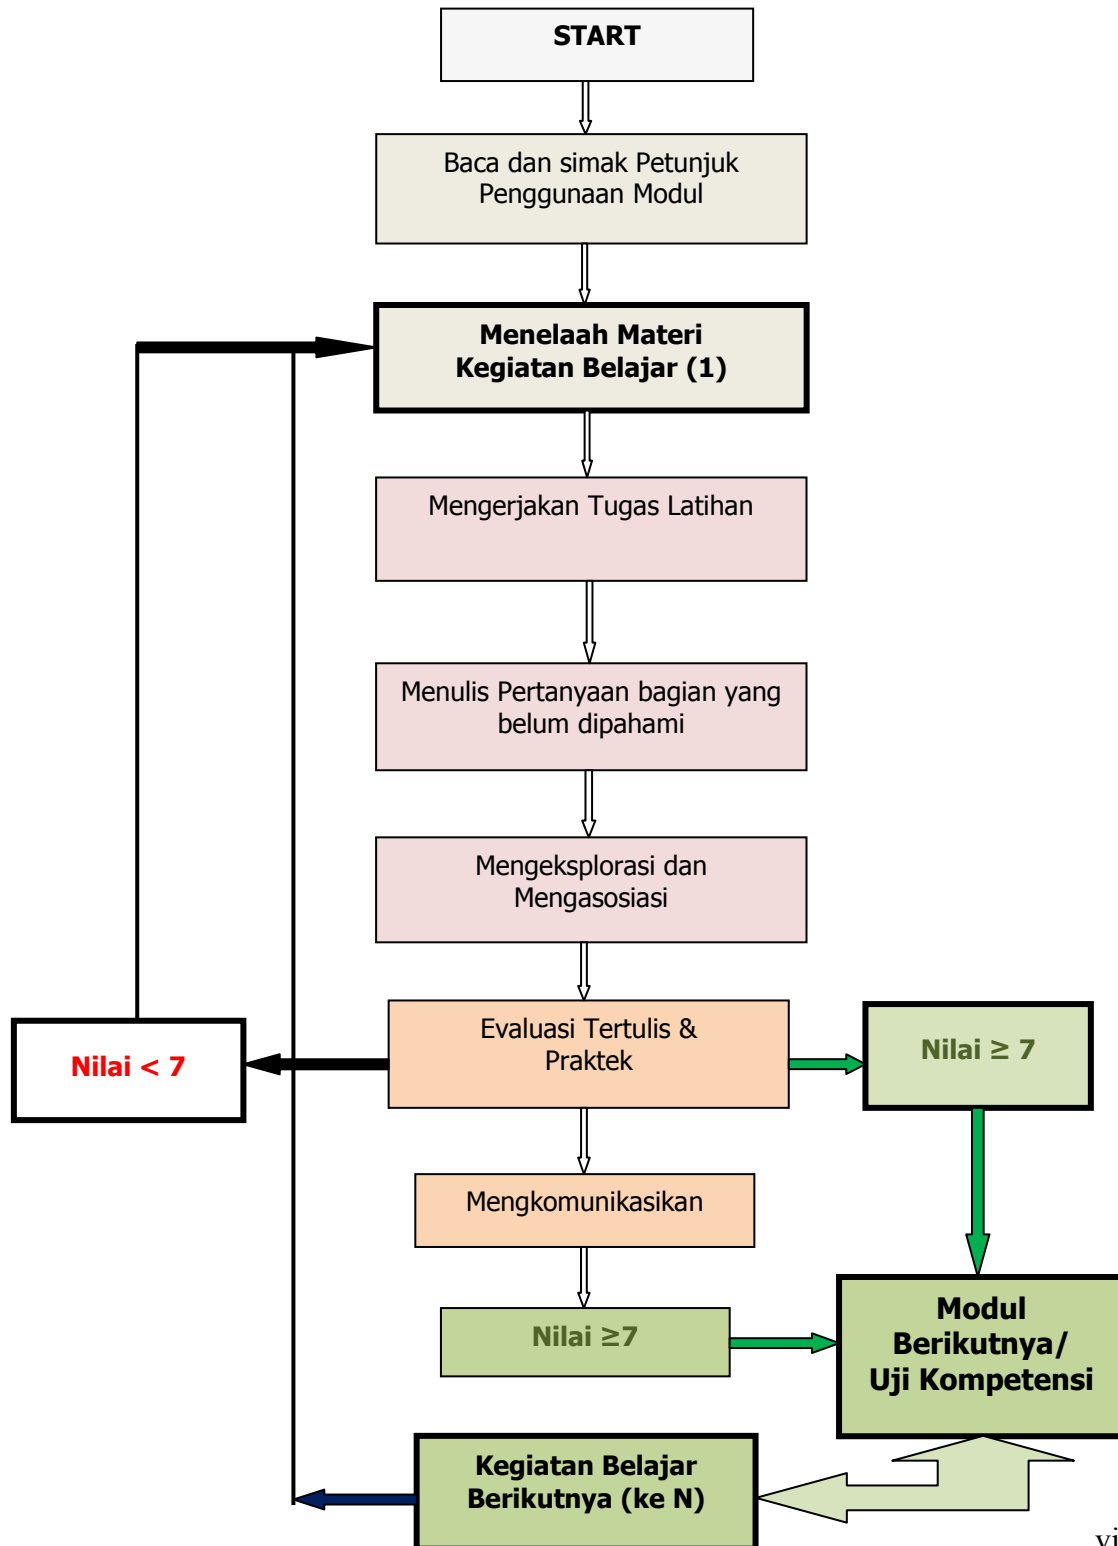 START
Baca dan simak Petunjuk
Penggunaan Modul
Menelaah Materi
Kegiatan Belajar (1)
Mengerjakan Tugas Latihan
Menulis Pertanyaan bagian yang
belum dipahami
Mengeksplorasi dan
Mengasosiasi
Evaluasi Tertulis &
Praktek
Nilai < 7
Nilai ≥ 7
Mengkomunikasikan
Nilai ≥7
Modul
Berikutnya/
Uji Kompetensi
Kegiatan Belajar
Berikutnya (ke N)
vi